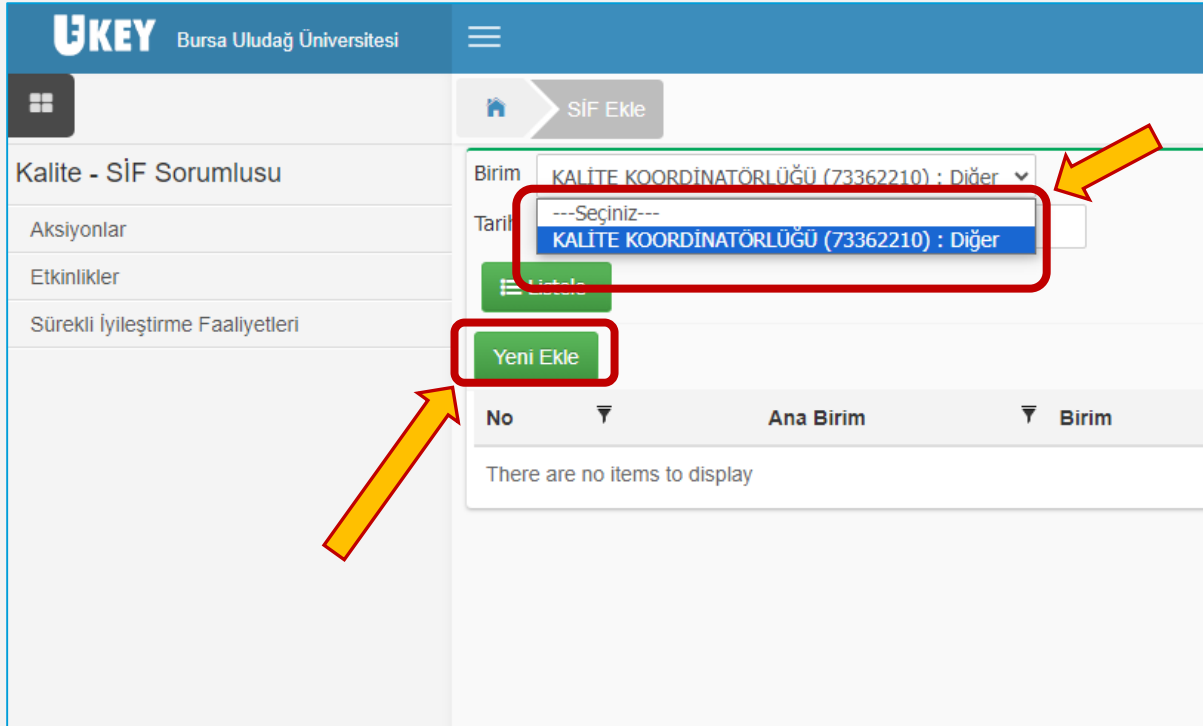 UKEY Bursa Uludağ Üniversitesi
SİF Ekle
Kalite - SİF Sorumlusu
Aksiyonlar
Etkinlikler
Sürekli İyileştirme Faaliyetleri
Birim KALİTE KOORDİNATÖRLÜĞÜ (73362210) : Diğer
---Seçiniz---
KALİTE KOORDİNATÖRLÜĞÜ (73362210) : Diğer
Tarih
Listele
Yeni Ekle
No Ana Birim Birim
There are no items to display